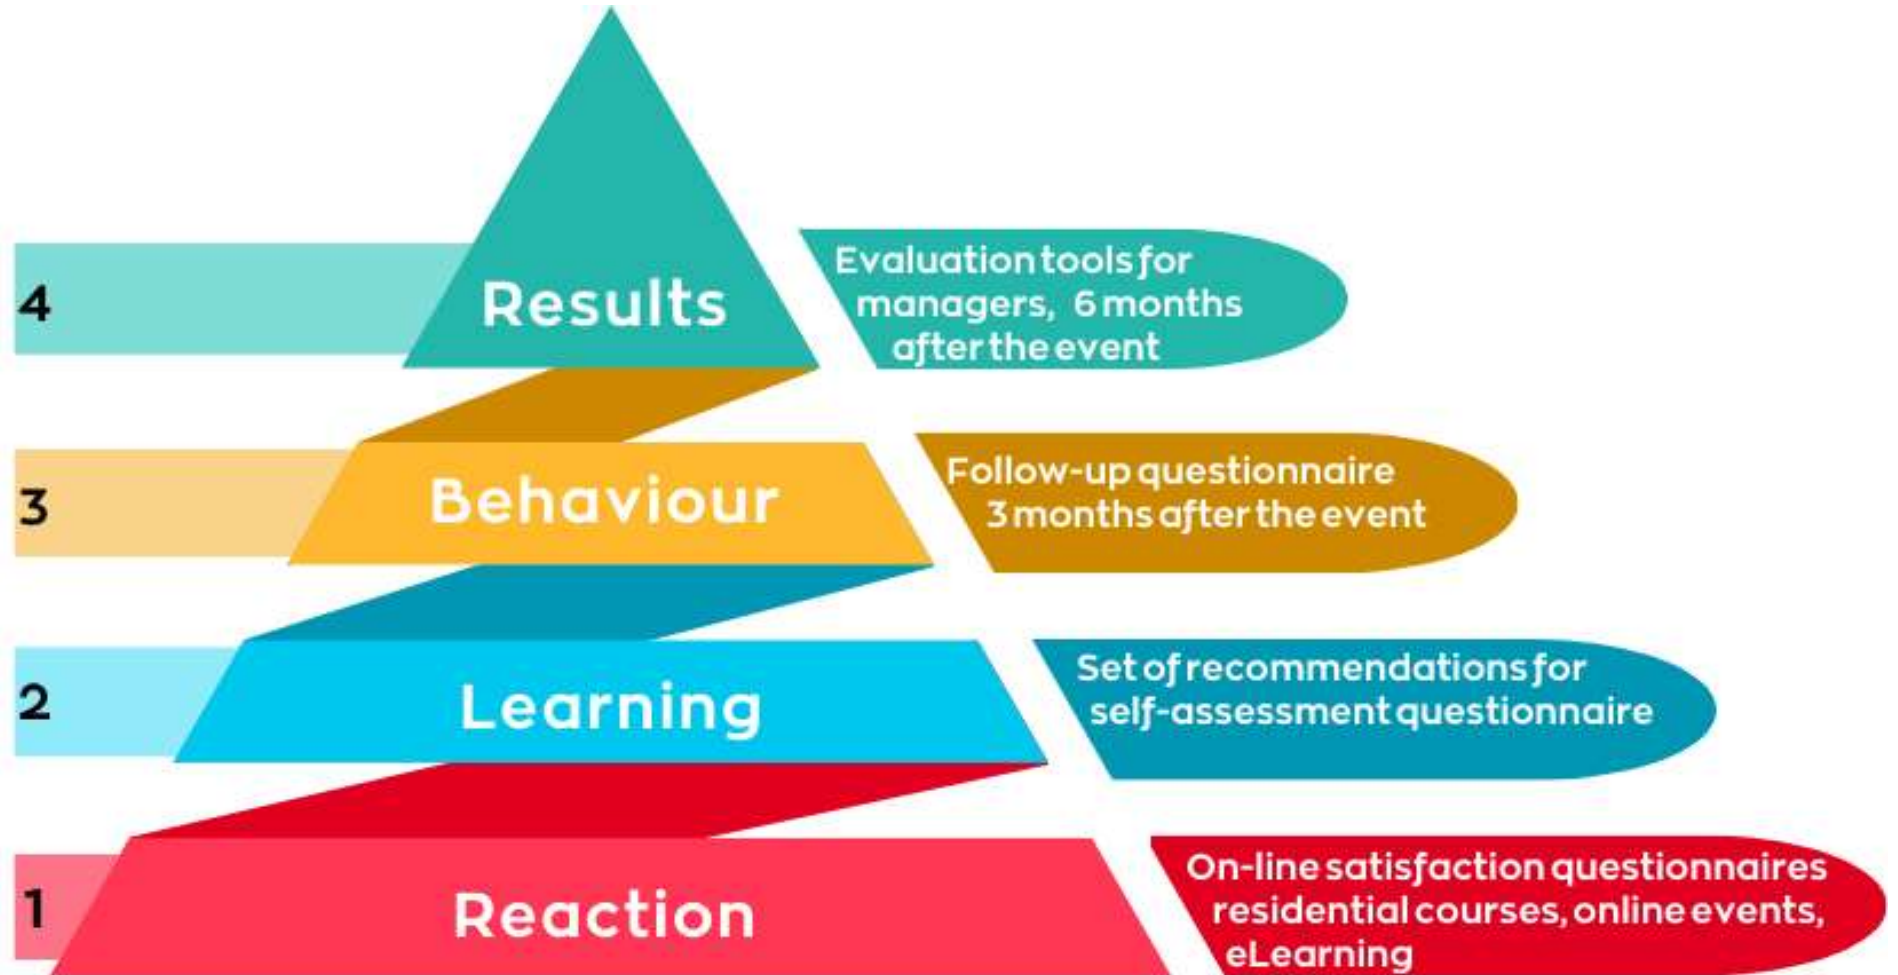 4
Results
Evaluation tools for
managers, 6 months
after the event
3
Behaviour
Follow-up questionnaire
3 months after the event
2
Learning
Set of recommendations for
self-assessment questionnaire
1
Reaction
On-line satisfaction questionnaires
residential courses, online events,
eLearning